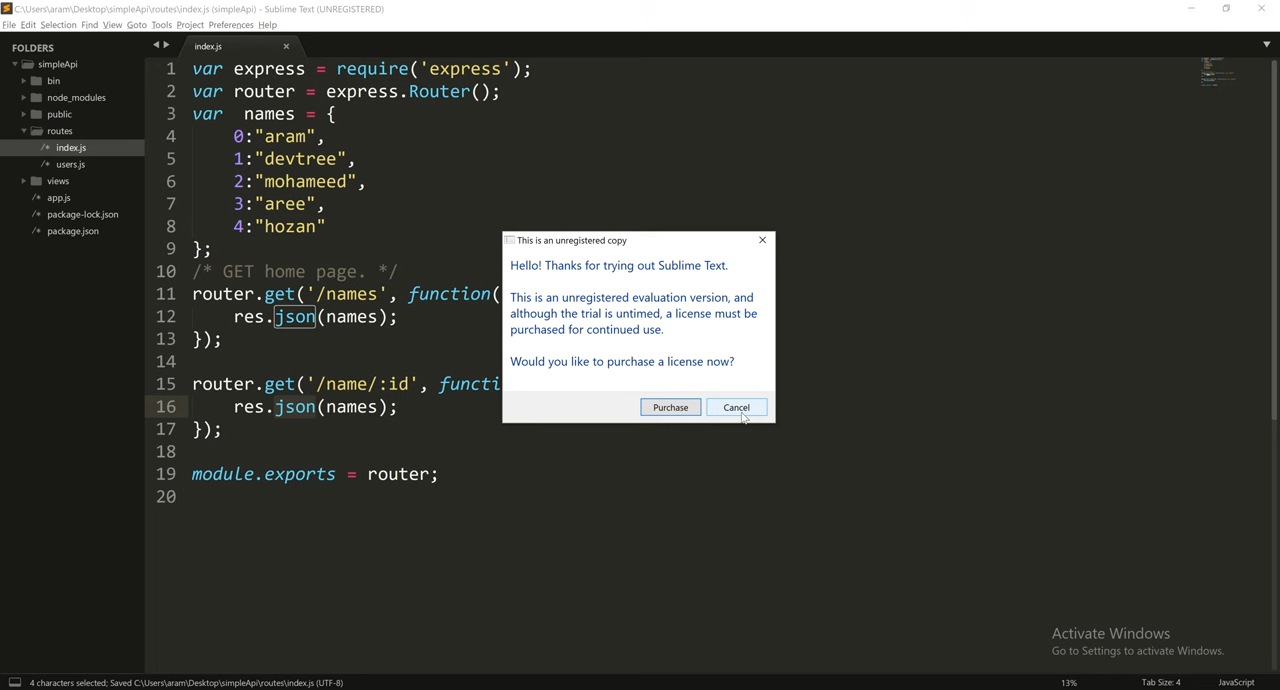 C:\Users\aram\Desktop\simpleApi\routes\index.js (simpleApi) - Sublime Text (UNREGISTERED)
File Edit Selection Find View Goto Tools Project Preferences Help
FOLDERS
simpleApi
bin
node_modules
public
routes
/* index.js
/* users.js
views
/* app.js
/* package-lock.json
/* package.json
index.js
1 var express = require('express');
2 var router = express.Router();
3 var names = {
4 0:"aram",
5 1:"devtree",
6 2:"mohameed",
7 3:"aree",
8 4:"hozan"
9 };
10 /* GET home page. */
11 router.get('/names', function(
12 res.json(names);
13 });
14
15 router.get('/name/:id', functi
16 res.json(names);
17 });
18
19 module.exports = router;
20
This is an unregistered copy
Hello! Thanks for trying out Sublime Text.
This is an unregistered evaluation version, and
although the trial is untimed, a license must be
purchased for continued use.
Would you like to purchase a license now?
Purchase Cancel
Activate Windows
Go to Settings to activate Windows.
4 characters selected; Saved C:\Users\aram\Desktop\simpleApi\routes\index.js (UTF-8) 13% Tab Size: 4 JavaScript